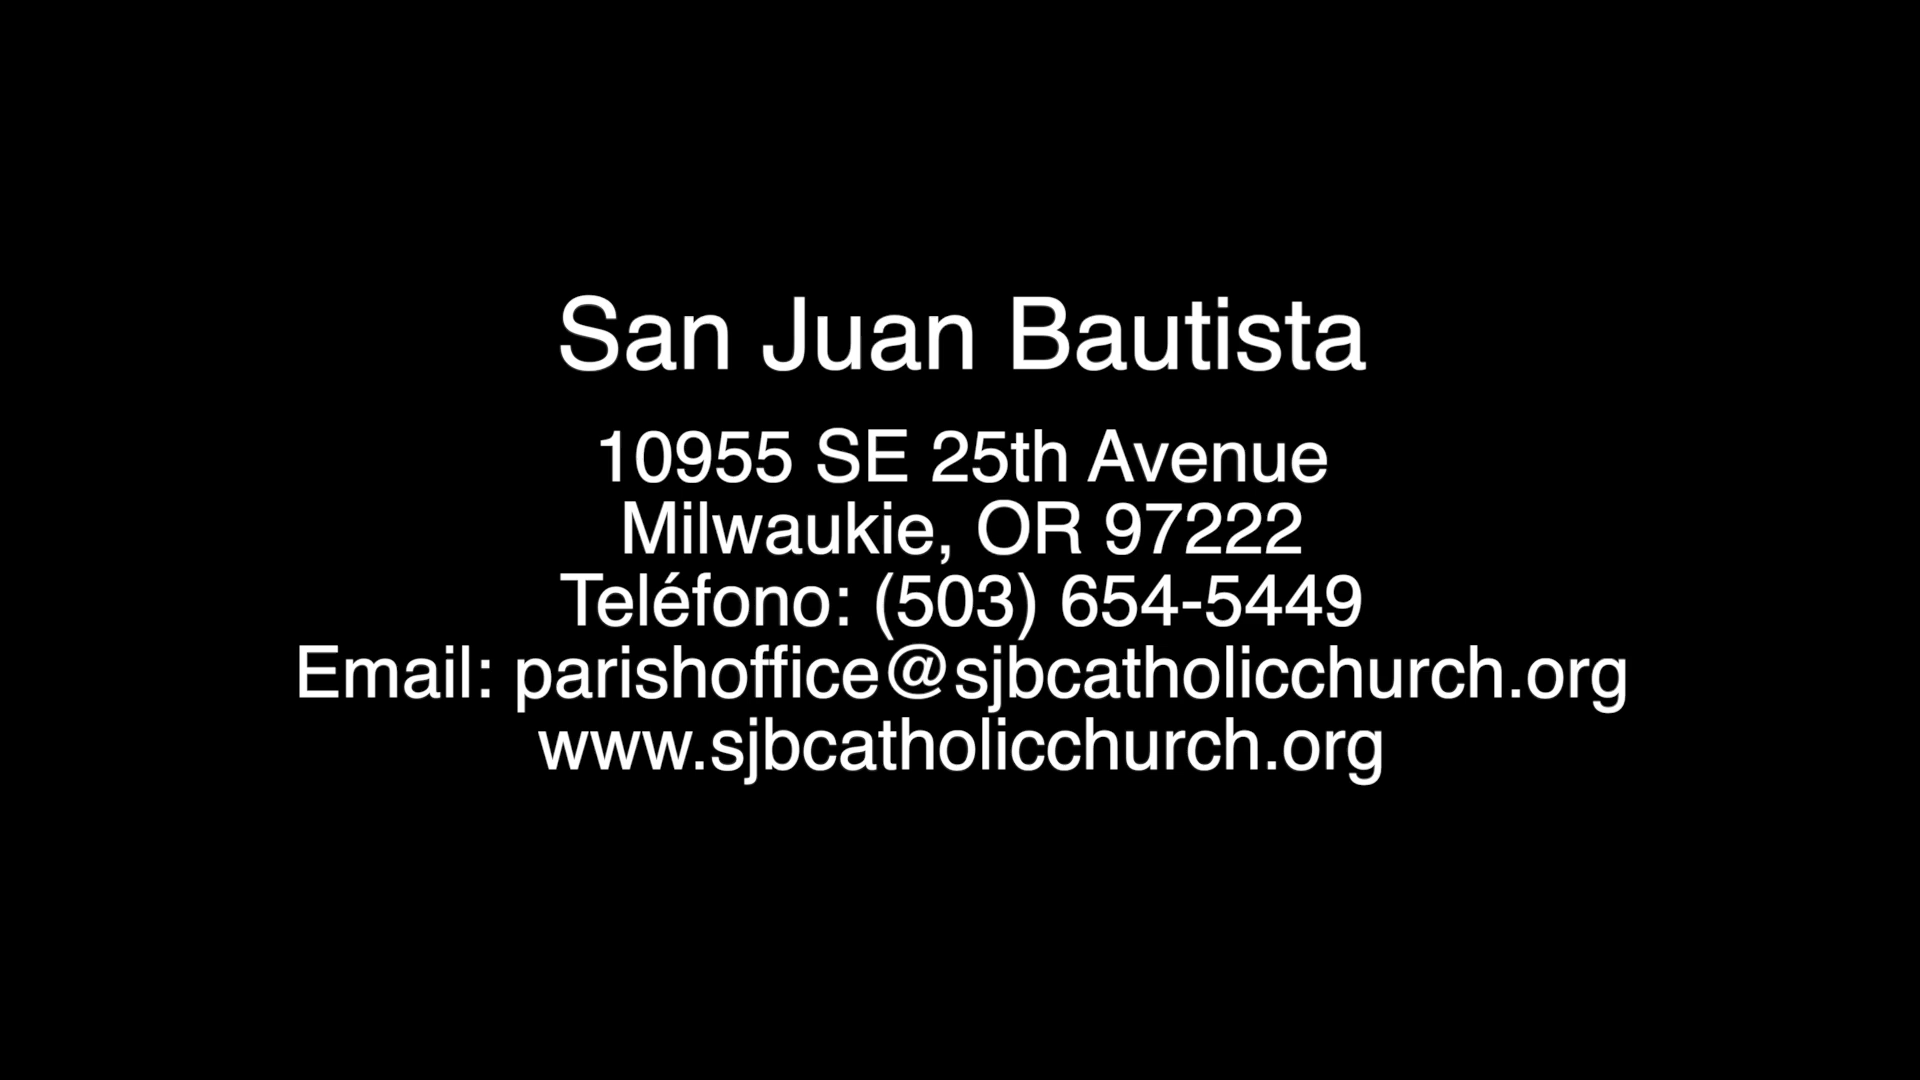 San Juan Bautista
10955 SE 25th Avenue
Milwaukie, OR 97222
Teléfono: (503) 654-5449
Email: parishoffice@sjbcatholicchurch.org
www.sjbcatholicchurch.org